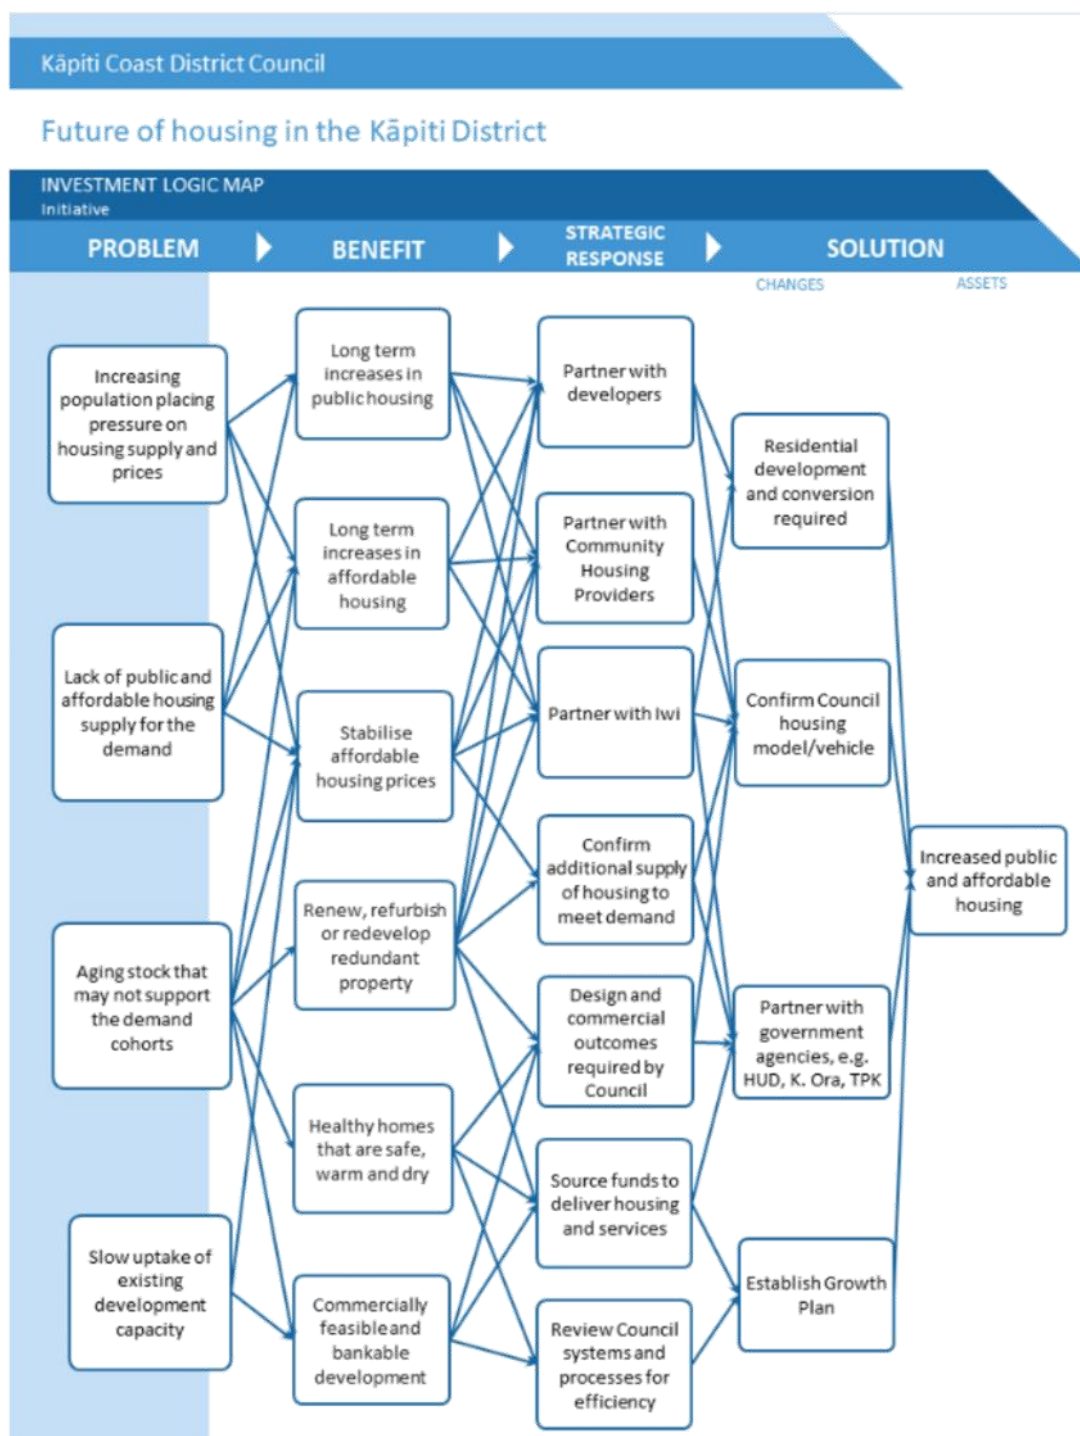 Kāpiti Coast District Council
Future of housing in the Kāpiti District
INVESTMENT LOGIC MAP
Initiative
PROBLEM
BENEFIT
STRATEGIC
RESPONSE
SOLUTION
CHANGES
ASSETS
Increasing
population placing
pressure on
housing supply and
prices
Lack of public and
affordable housing
supply for the
demand
Aging stock that
may not support
the demand
cohorts
Slow uptake of
existing
development
capacity
Long term
increases in
public housing
Long term
increases in
affordable
housing
Stabilise
affordable
housing prices
Renew, refurbish
or redevelop
redundant
property
Healthy homes
that are safe,
warm and dry
Commercially
feasible and
bankable
development
Partner with
developers
Partner with
Community
Housing
Providers
Partner with Iwi
Confirm
additional supply
of housing to
meet demand
Design and
commercial
outcomes
required by
Council
Source funds to
deliver housing
and services
Review Council
systems and
processes for
efficiency
Residential
development
and conversion
required
Confirm Council
housing
model/vehicle
Partner with
government
agencies, e.g.
HUD, K. Ora, TPK
Establish Growth
Plan
Increased public
and affordable
housing